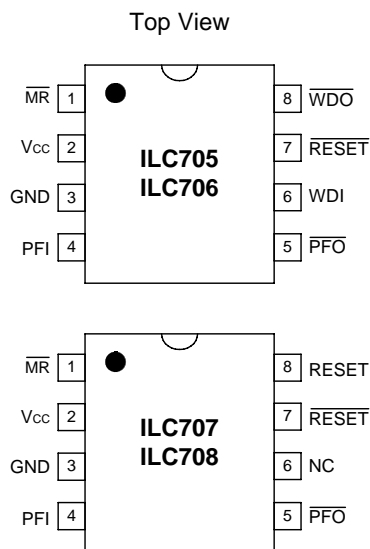 Top View
MR 1 8 WDO
Vcc 2 7 RESET
ILC705
ILC706
GND 3 6 WDI
PFI 4 5 PFO
MR 1 8 RESET
Vcc 2 7 RESET
ILC707
ILC708
GND 3 6 NC
PFI 4 5 PFO